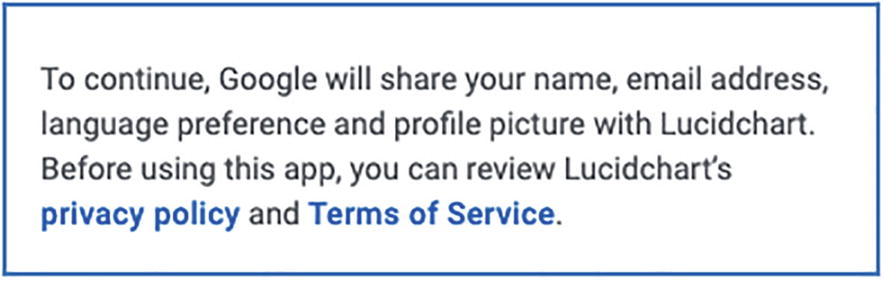 To continue, Google will share your name, email address,
language preference and profile picture with Lucidchart.
Before using this app, you can review Lucidchart's
privacy policy and Terms of Service.